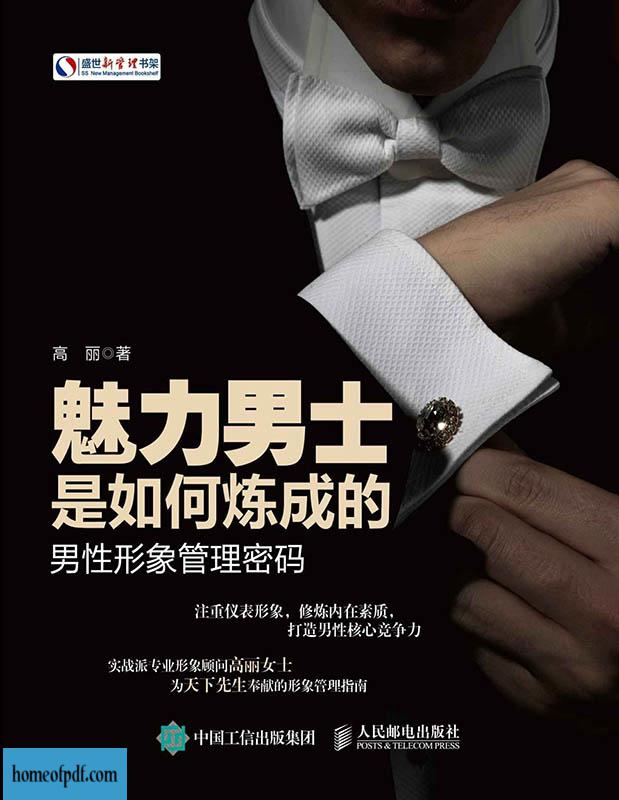 盛世新管理书架
SS New Management Bookshelf
高 丽◎著
魅力男士
是如何炼成的
男性形象管理密码
注重仪表形象，修炼内在素质，
打造男性核心竞争力
实战派专业形象顾问高丽女士
为天下先生奉献的形象管理指南
中国工信出版集团
人民邮电出版社
POSTS & TELECOM PRESS
homeofpdf.com